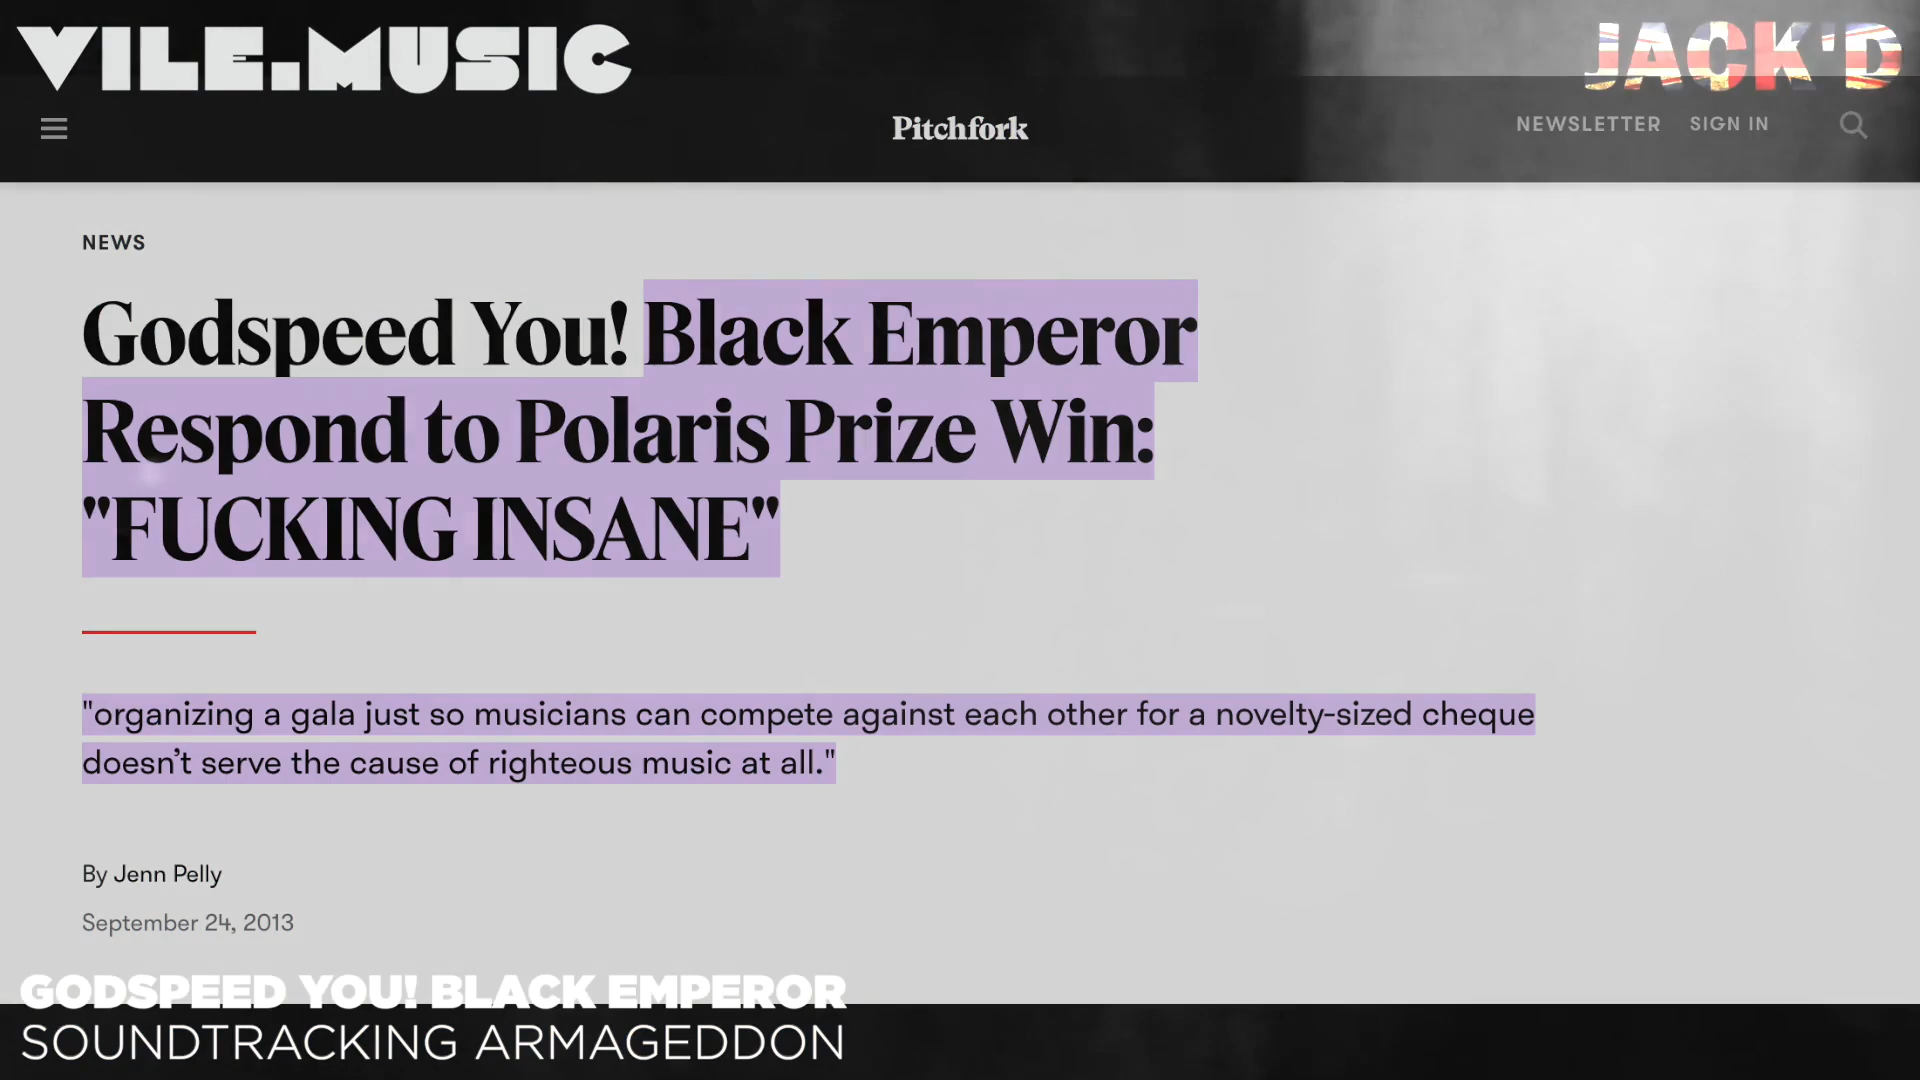 VILE.MUSIC
JACK'D
Pitchfork
NEWSLETTER SIGN IN
NEWS
Godspeed You! Black Emperor
Respond to Polaris Prize Win:
"FUCKING INSANE"
"organizing a gala just so musicians can compete against each other for a novelty-sized cheque
doesn’t serve the cause of righteous music at all."
By Jenn Pelly
September 24, 2013
GODSPEED YOU! BLACK EMPEROR
SOUNDTRACKING ARMAGEDDON